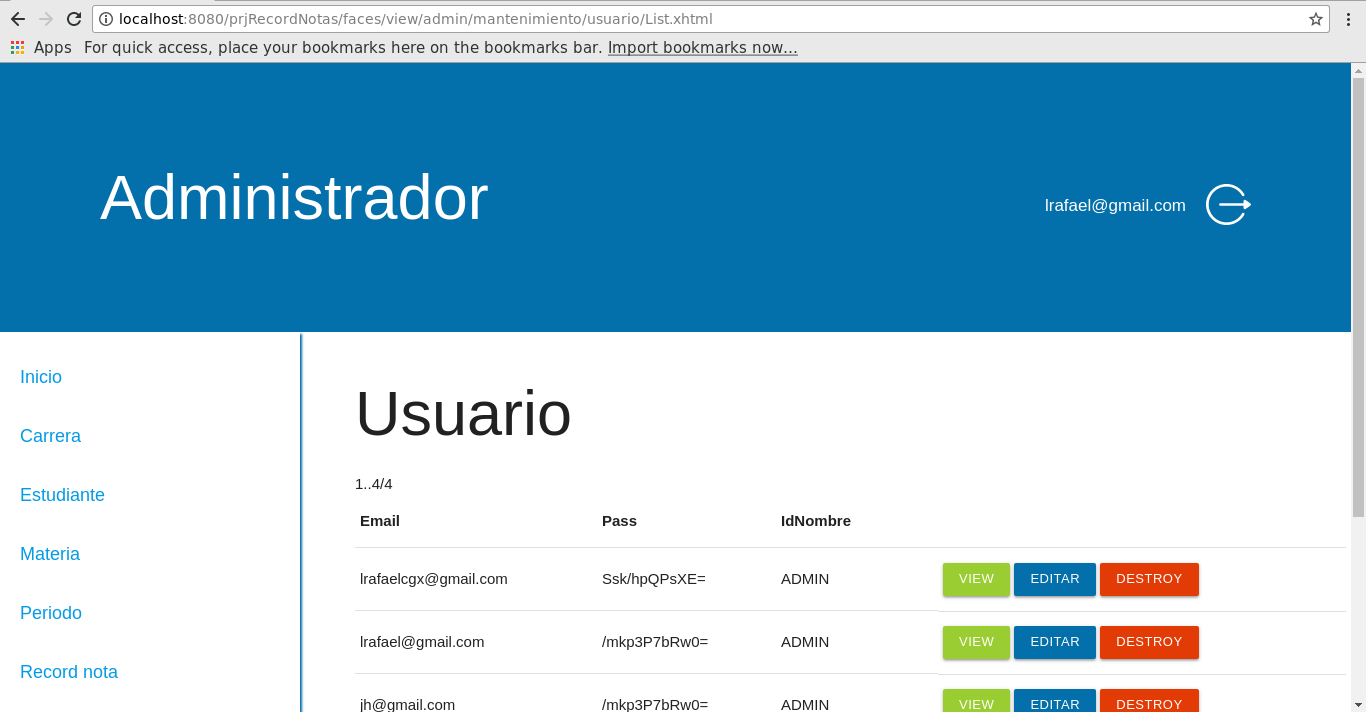 localhost:8080/prjRecordNotas/faces/view/admin/mantenimiento/usuario/List.xhtml
Apps For quick access, place your bookmarks here on the bookmarks bar. Import bookmarks now...
Administrador
lrafael@gmail.com
Inicio
Carrera
Estudiante
Materia
Periodo
Record nota
Usuario
1..4/4
Email Pass IdNombre
lrafaelcgx@gmail.com Ssk/hpQPsXE= ADMIN VIEW EDITAR DESTROY
lrafael@gmail.com /mkp3P7bRw0= ADMIN VIEW EDITAR DESTROY
jh@gmail.com /mkp3P7bRw0= ADMIN VIEW EDITAR DESTROY